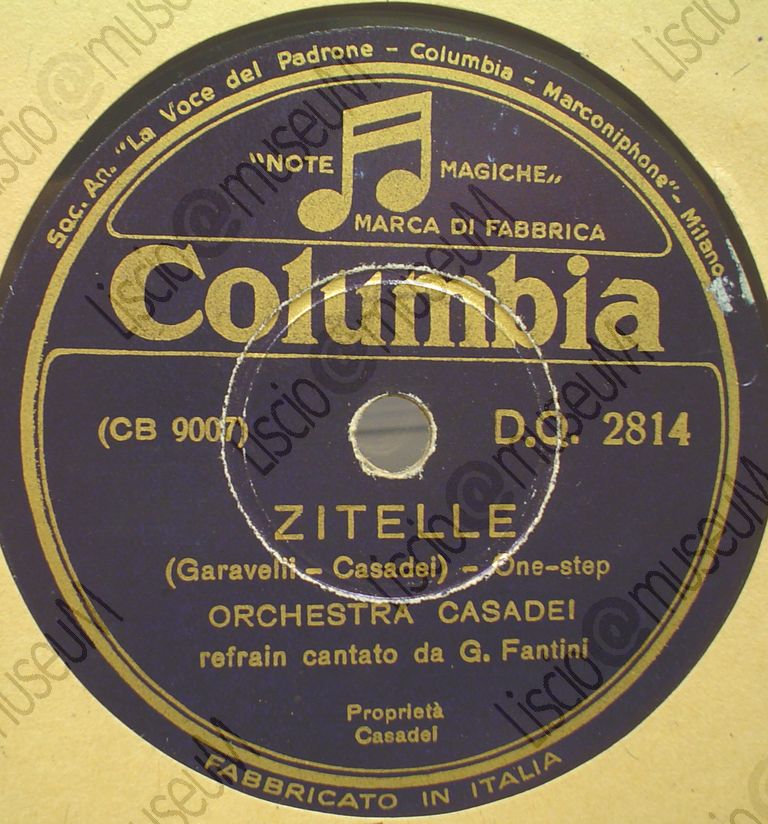 Soc. An. "La Voce del Padrone - Columbia - Marconiphone" - Milano
"NOTE MAGICHE„
MARCA DI FABBRICA
Columbia
(CB 9007) D.Q. 2814
ZITELLE
(Garavelli - Casadei) - One-step
ORCHESTRA CASADEI
refrain cantato da G. Fantini
Proprietà
Casadei
FABBRICATO IN ITALIA
Liscio@museuM